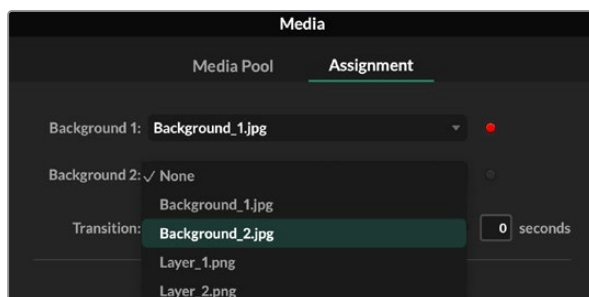 Media
Media Pool Assignment
Background 1: Background_1.jpg
Background 2: ✓ None
Background_1.jpg
Transition: Background_2.jpg 0 seconds
Layer_1.png
Layer_2.png